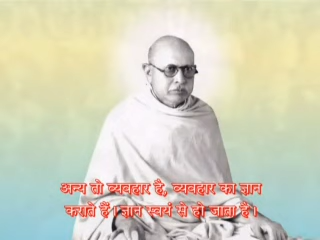 अन्य तो व्यवहार है, व्यवहार का ज्ञान
कराते हैं। ज्ञान स्वयं से हो जाता है।